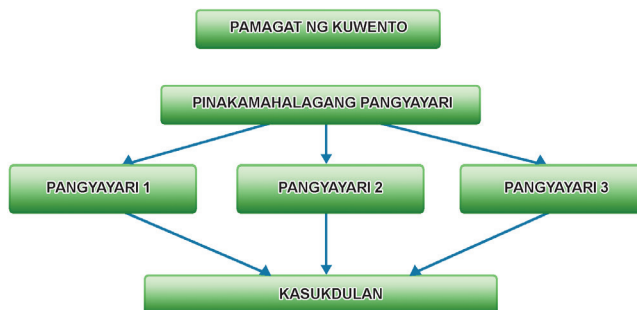 PAMAGAT NG KUWENTO
PINAKAMAHALAGANG PANGYAYARI
PANGYAYARI 1
PANGYAYARI 2
PANGYAYARI 3
KASUKDULAN